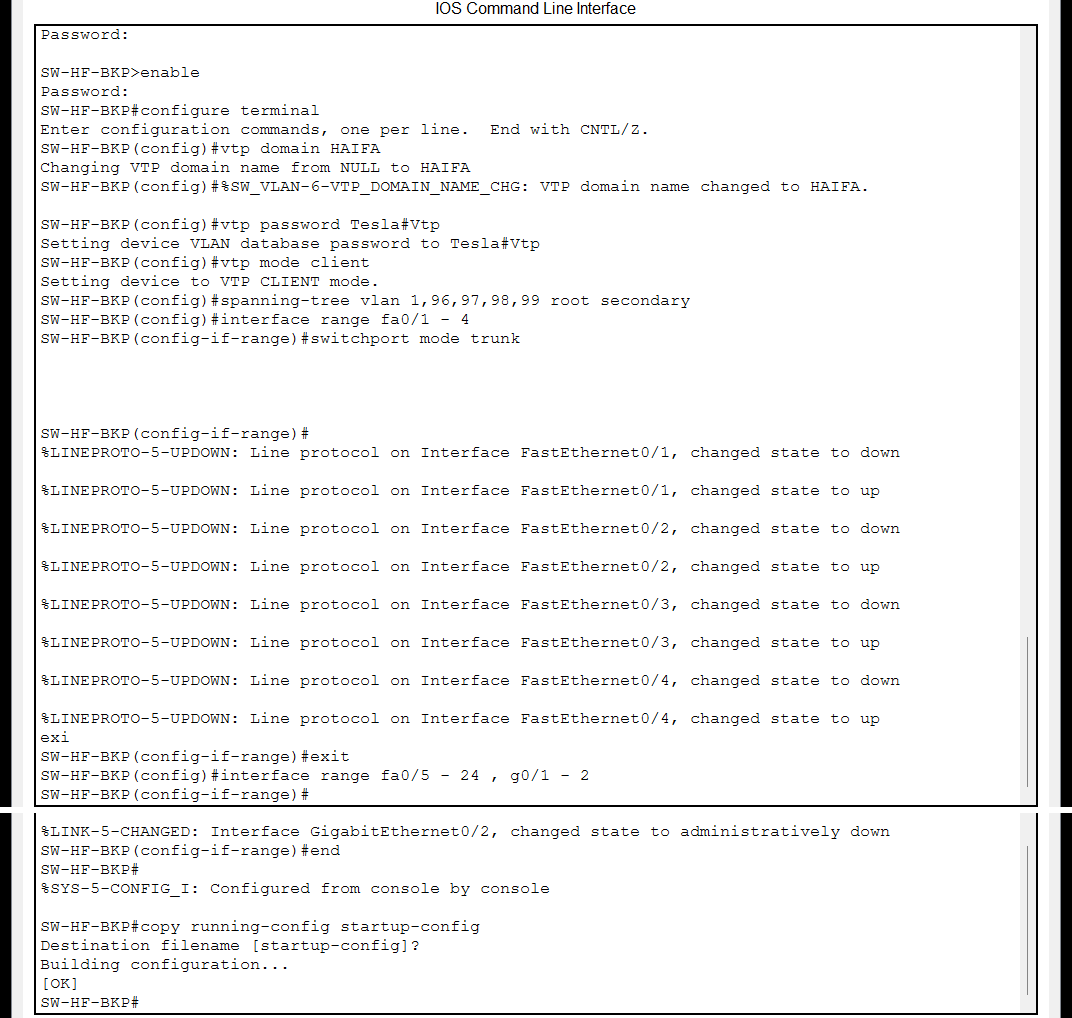 IOS Command Line Interface
Password:
SW-HF-BKP>enable
Password:
SW-HF-BKP#configure terminal
Enter configuration commands, one per line.  End with CNTL/Z.
SW-HF-BKP(config)#vtp domain HAIFA
Changing VTP domain name from NULL to HAIFA
SW-HF-BKP(config)#%SW_VLAN-6-VTP_DOMAIN_NAME_CHG: VTP domain name changed to HAIFA.
SW-HF-BKP(config)#vtp password Tesla#Vtp
Setting device VLAN database password to Tesla#Vtp
SW-HF-BKP(config)#vtp mode client
Setting device to VTP CLIENT mode.
SW-HF-BKP(config)#spanning-tree vlan 1,96,97,98,99 root secondary
SW-HF-BKP(config)#interface range fa0/1 - 4
SW-HF-BKP(config-if-range)#switchport mode trunk
SW-HF-BKP(config-if-range)#
%LINEPROTO-5-UPDOWN: Line protocol on Interface FastEthernet0/1, changed state to down
%LINEPROTO-5-UPDOWN: Line protocol on Interface FastEthernet0/1, changed state to up
%LINEPROTO-5-UPDOWN: Line protocol on Interface FastEthernet0/2, changed state to down
%LINEPROTO-5-UPDOWN: Line protocol on Interface FastEthernet0/2, changed state to up
%LINEPROTO-5-UPDOWN: Line protocol on Interface FastEthernet0/3, changed state to down
%LINEPROTO-5-UPDOWN: Line protocol on Interface FastEthernet0/3, changed state to up
%LINEPROTO-5-UPDOWN: Line protocol on Interface FastEthernet0/4, changed state to down
%LINEPROTO-5-UPDOWN: Line protocol on Interface FastEthernet0/4, changed state to up
exi
SW-HF-BKP(config-if-range)#exit
SW-HF-BKP(config)#interface range fa0/5 - 24 , g0/1 - 2
SW-HF-BKP(config-if-range)#
%LINK-5-CHANGED: Interface GigabitEthernet0/2, changed state to administratively down
SW-HF-BKP(config-if-range)#end
SW-HF-BKP#
%SYS-5-CONFIG_I: Configured from console by console
SW-HF-BKP#copy running-config startup-config
Destination filename [startup-config]?
Building configuration...
[OK]
SW-HF-BKP#